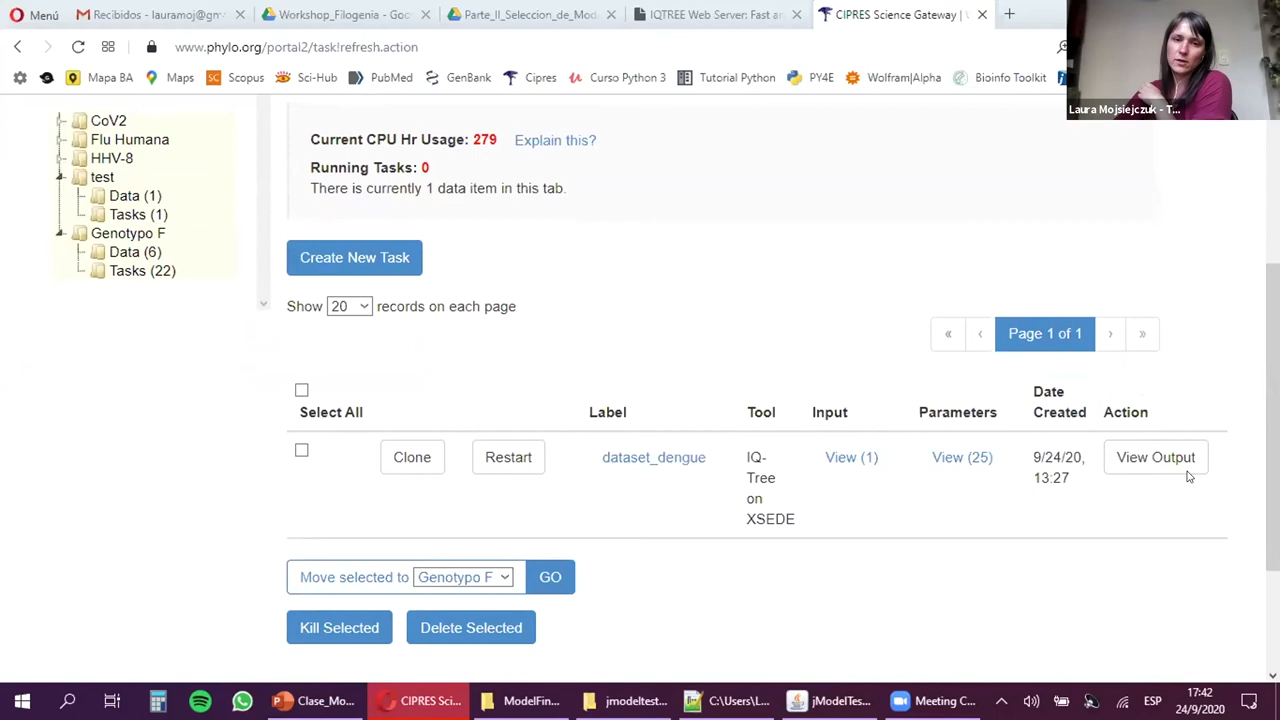 Menú
Recibidos - lauramoj@gm
Workshop_Filogenia - Goo
Parte_II_Seleccion_de_Mod
IQTREE Web Server: Fast an
CIPRES Science Gateway |
www.phylo.org/portal2/task!refresh.action
Mapa BA
Maps
Scopus
Sci-Hub
PubMed
GenBank
Cipres
Curso Python 3
Tutorial Python
PY4E
Wolfram|Alpha
Bioinfo Toolkit
Laura Mojsiejczuk - T...
CoV2
Flu Humana
HHV-8
test
Data (1)
Tasks (1)
Genotypo F
Data (6)
Tasks (22)
Current CPU Hr Usage: 279 Explain this?
Running Tasks: 0
There is currently 1 data item in this tab.
Create New Task
Show 20 records on each page
« ‹ Page 1 of 1 › »
Select All
Label
Tool
Input
Parameters
Date
Created
Action
Clone
Restart
dataset_dengue
IQ-
Tree
on
XSEDE
View (1)
View (25)
9/24/20,
13:27
View Output
Move selected to Genotypo F GO
Kill Selected
Delete Selected
Clase_Mo...
CIPRES Sci...
ModelFin...
jmodeltest...
C:\Users\L...
jModelTes...
Meeting C...
ESP
17:42
24/9/2020